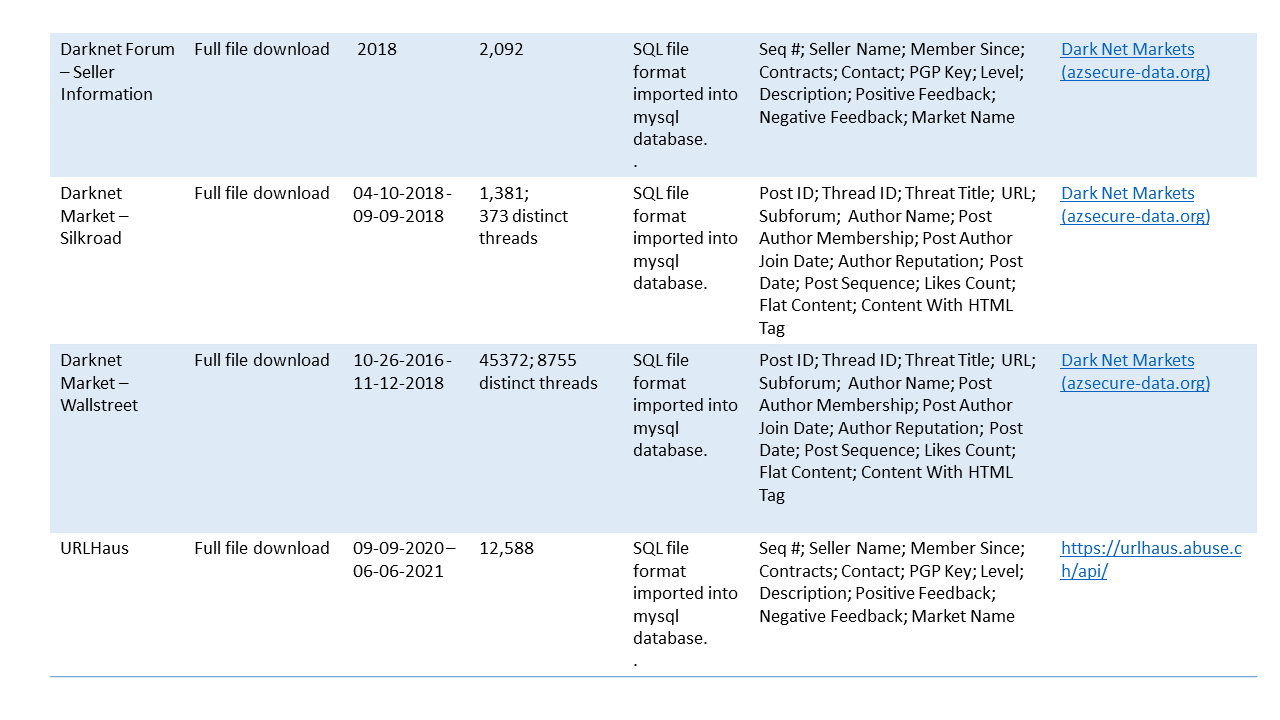 Darknet Forum
– Seller
Information
Full file download
2018
2,092
SQL file
format
imported into
mysql
database.
.
Seq #; Seller Name; Member Since;
Contracts; Contact; PGP Key; Level;
Description; Positive Feedback;
Negative Feedback; Market Name
Dark Net Markets
(azsecure-data.org)
Darknet
Market –
Silkroad
Full file download
04-10-2018-
09-09-2018
1,381;
373 distinct
threads
SQL file
format
imported into
mysql
database.
Post ID; Thread ID; Threat Title; URL;
Subforum; Author Name; Post
Author Membership; Post Author
Join Date; Author Reputation; Post
Date; Post Sequence; Likes Count;
Flat Content; Content With HTML
Tag
Dark Net Markets
(azsecure-data.org)
Darknet
Market –
Wallstreet
Full file download
10-26-2016-
11-12-2018
45372; 8755
distinct threads
SQL file
format
imported into
mysql
database.
Post ID; Thread ID; Threat Title; URL;
Subforum; Author Name; Post
Author Membership; Post Author
Join Date; Author Reputation; Post
Date; Post Sequence; Likes Count;
Flat Content; Content With HTML
Tag
Dark Net Markets
(azsecure-data.org)
URLHaus
Full file download
09-09-2020 –
06-06-2021
12,588
SQL file
format
imported into
mysql
database.
.
Seq #; Seller Name; Member Since;
Contracts; Contact; PGP Key; Level;
Description; Positive Feedback;
Negative Feedback; Market Name
https://urlhaus.abuse.c
h/api/